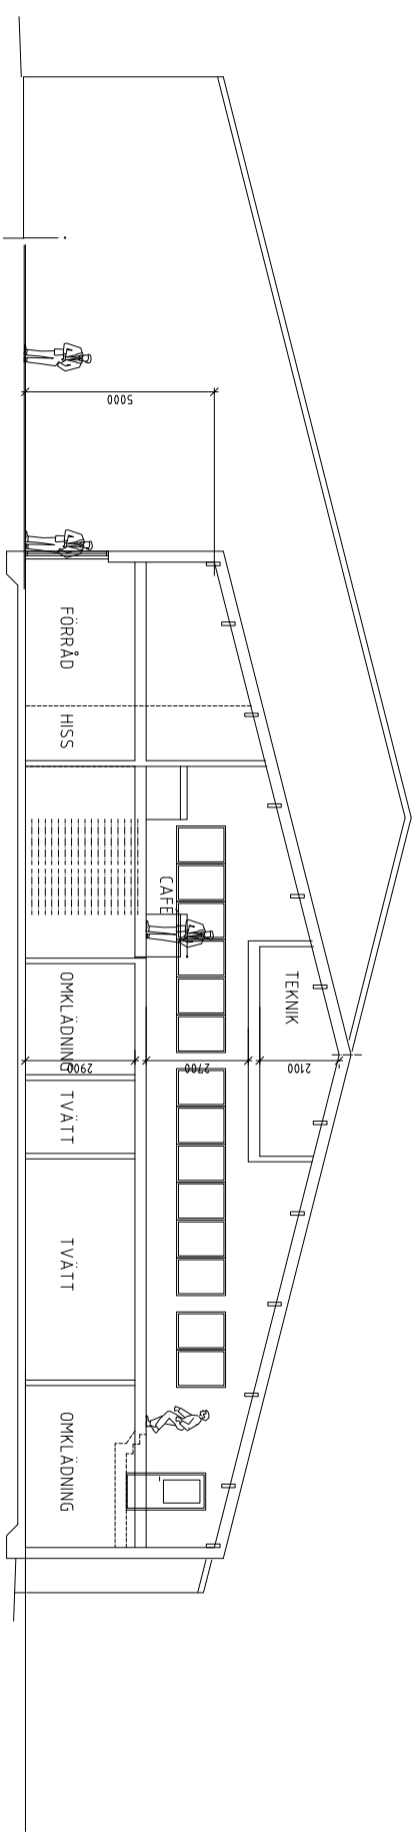 5000
FÖRRÅD
HISS
CAFE
TEKNIK
OMKLÄDNING
2900
2700
2100
TVÄTT
TVÄTT
OMKLÄDNING